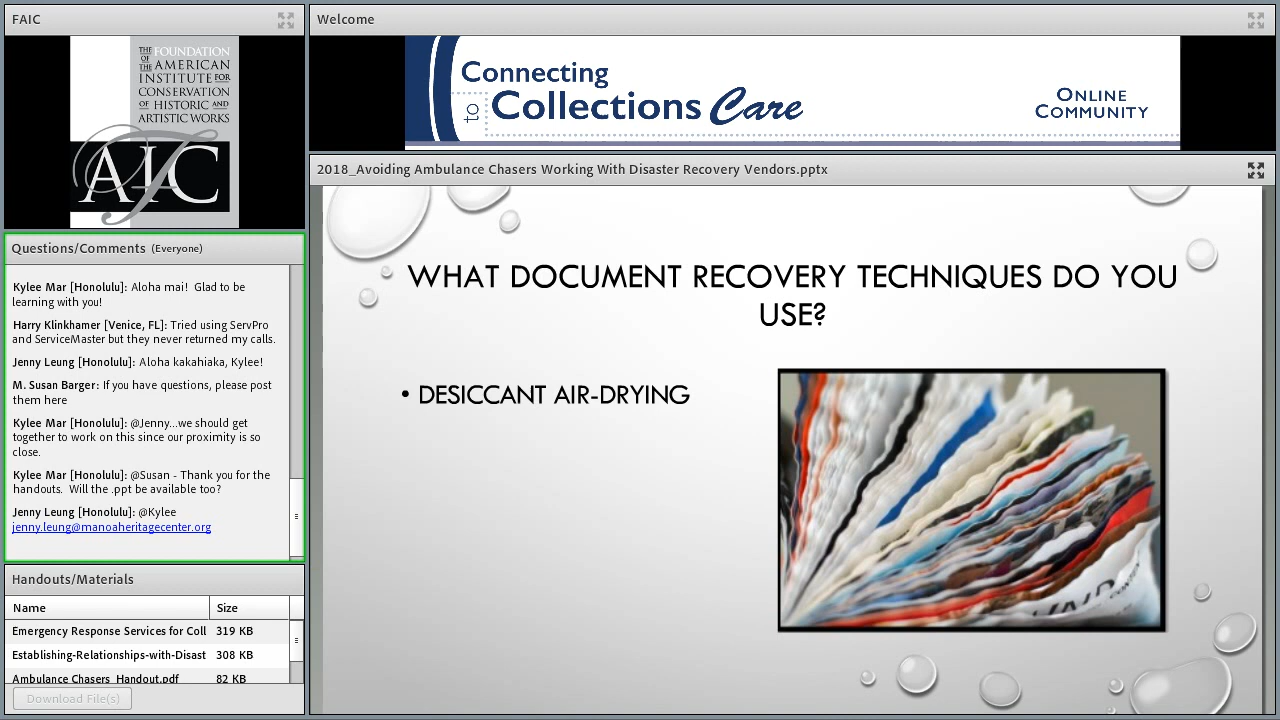 FAIC
THE FOUNDATION
OF THE AMERICAN
INSTITUTE FOR
CONSERVATION
OF HISTORIC AND
ARTISTIC WORKS
AIC
Questions/Comments (Everyone)
Kylee Mar [Honolulu]: Aloha mai! Glad to be
learning with you!
Harry Klinkhamer [Venice, FL]: Tried using ServPro
and ServiceMaster but they never returned my calls.
Jenny Leung [Honolulu]: Aloha kakahiaka, Kylee!
M. Susan Barger: If you have questions, please post
them here
Kylee Mar [Honolulu]: @Jenny...we should get
together to work on this since our proximity is so
close.
Kylee Mar [Honolulu]: @Susan - Thank you for the
handouts. Will the .ppt be available too?
Jenny Leung [Honolulu]: @Kylee
jenny.leung@manoaheritagecenter.org
Handouts/Materials
Name Size
Emergency Response Services for Coll 319 KB
Establishing-Relationships-with-Disast 308 KB
Ambulance Chasers_Handout.pdf 82 KB
Download File(s)
Welcome
Connecting
to Collections Care
ONLINE
COMMUNITY
2018_Avoiding Ambulance Chasers Working With Disaster Recovery Vendors.pptx
WHAT DOCUMENT RECOVERY TECHNIQUES DO YOU
USE?
• DESICCANT AIR-DRYING